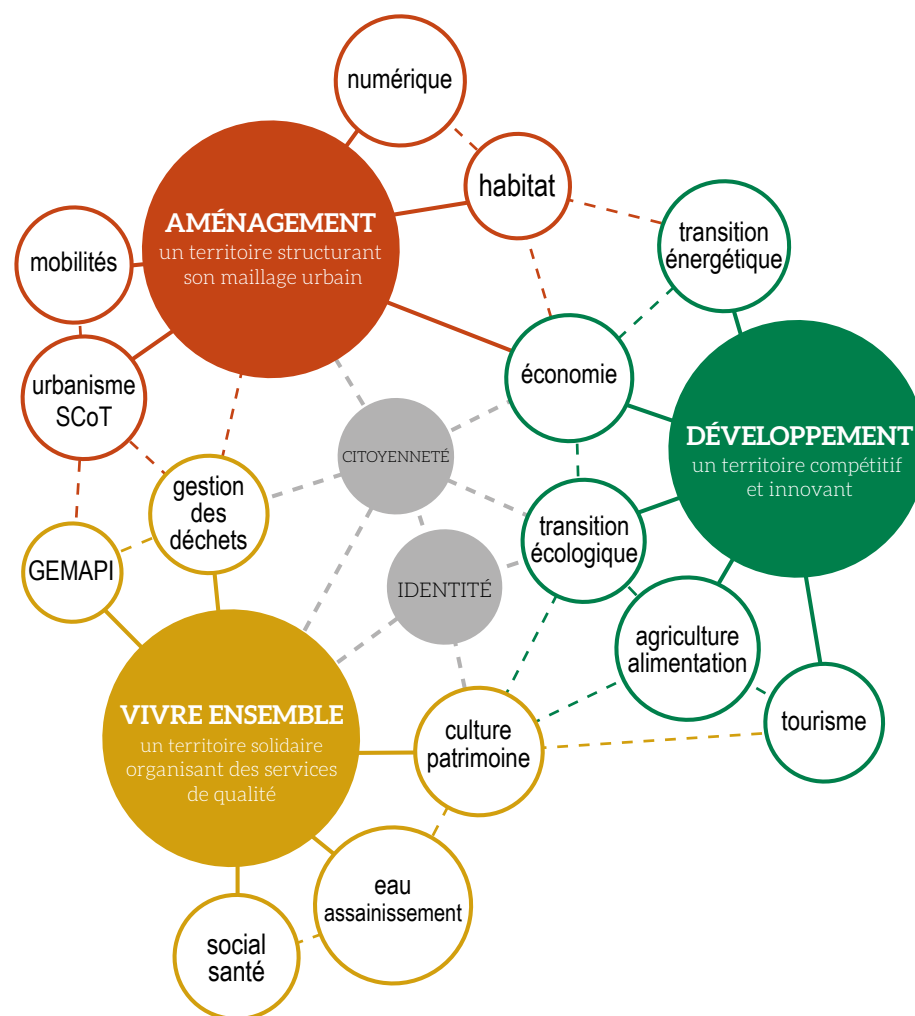 numérique
habitat
AMÉNAGEMENT
un territoire structurant
son maillage urbain
transition
énergétique
mobilités
économie
urbanisme
SCoT
DÉVELOPPEMENT
un territoire compétitif
et innovant
CITOYENNETÉ
gestion
des
déchets
transition
écologique
GEMAPI
IDENTITÉ
agriculture
alimentation
VIVRE ENSEMBLE
un territoire solidaire
organisant des services
de qualité
culture
patrimoine
tourisme
eau
assainissement
social
santé